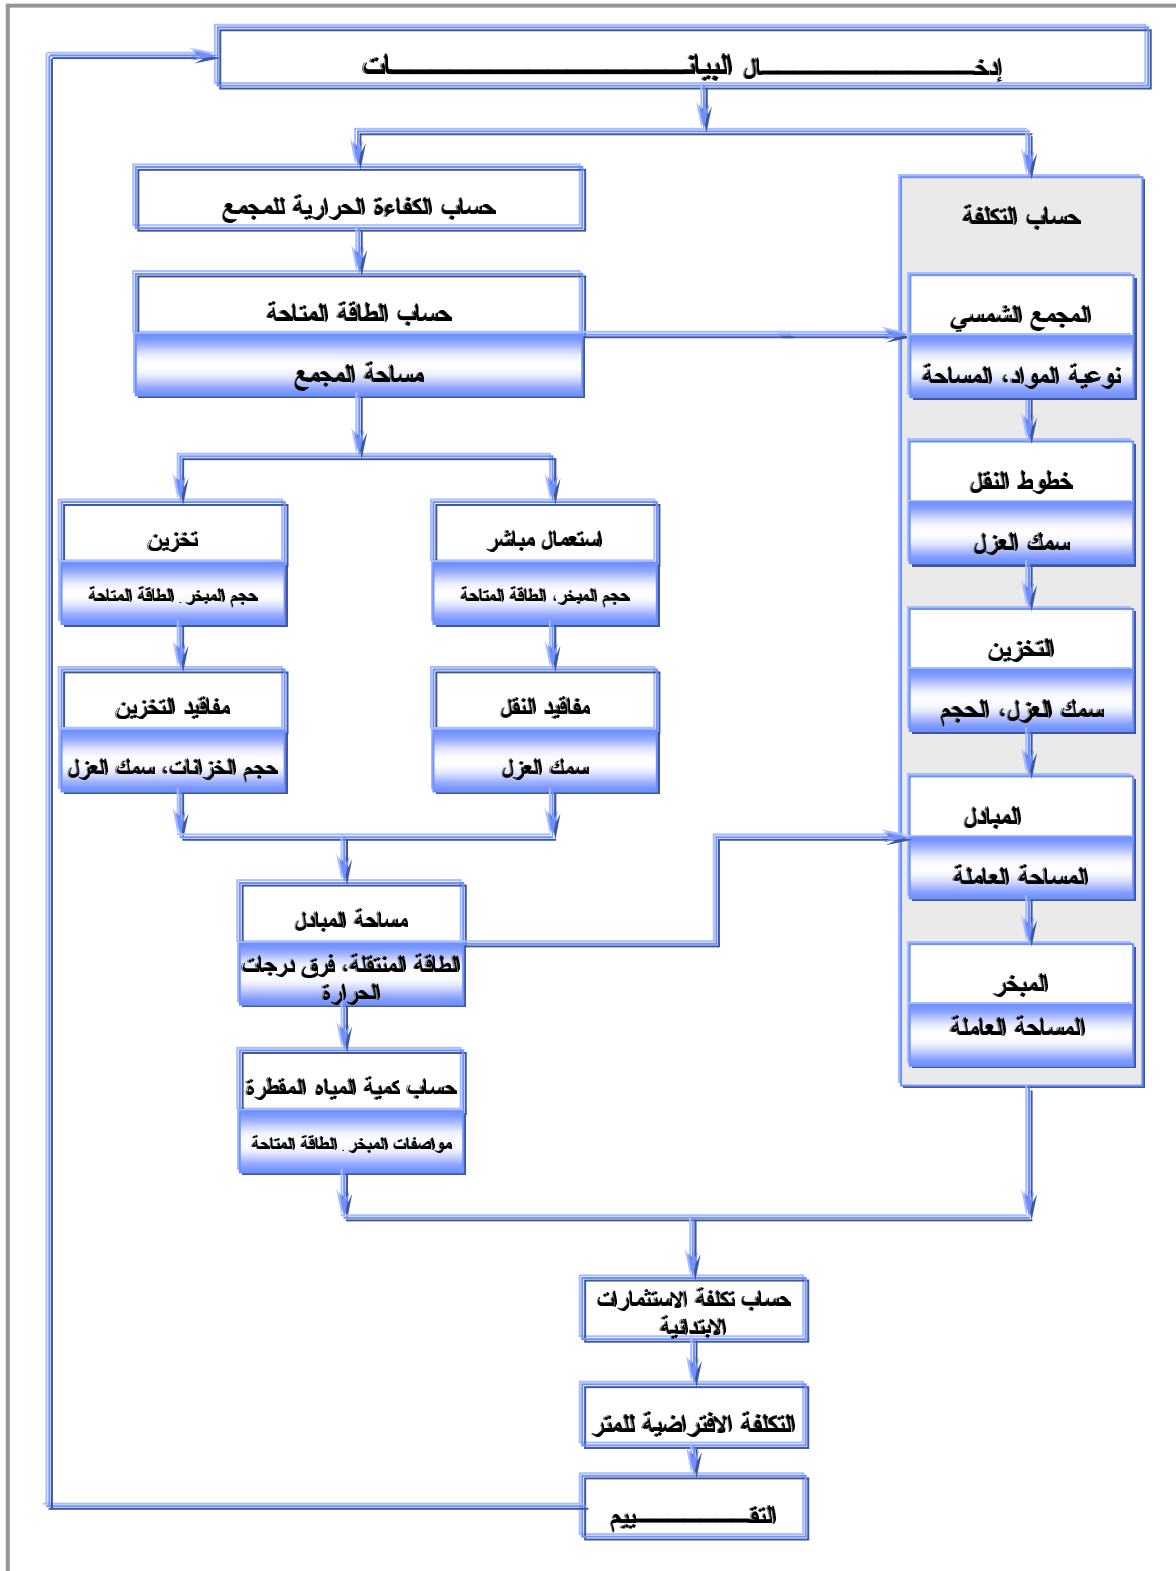 إدخـــــــــال البيانـــــــــــات
حساب الكفاءة الحرارية للمجمع
حساب الطاقة المتاحة
مساحة المجمع
حساب التكلفة
المجمع الشمسي
نوعية المواد، المساحة
خطوط النقل
سمك العزل
التخزين
سمك العزل، الحجم
المبادل
المساحة العاملة
المبخر
المساحة العاملة
استعمال مباشر
حجم المبخر، الطاقة المتاحة
مفاقيد النقل
سمك العزل
تخزين
حجم المبخر . الطاقة المتاحة
مفاقيد التخزين
حجم الخزانات، سمك العزل
مساحة المبادل
الطاقة المنتقلة، فرق درجات
الحرارة
حساب كمية المياه المقطرة
مواصفات المبخر . الطاقة المتاحة
حساب تكلفة الاستثمارات
الابتدائية
التكلفة الافتراضية للمتر
التقـــــــــييم